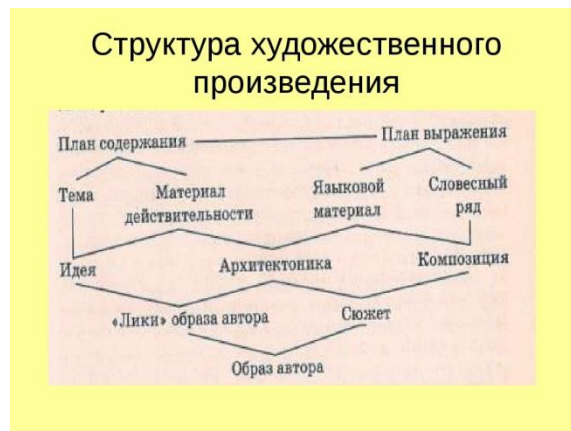 Структура художественного
произведения
План содержания План выражения
Тема Материал действительности Языковой материал Словесный ряд
Идея Архитектоника Композиция
«Лики» образа автора Сюжет
Образ автора